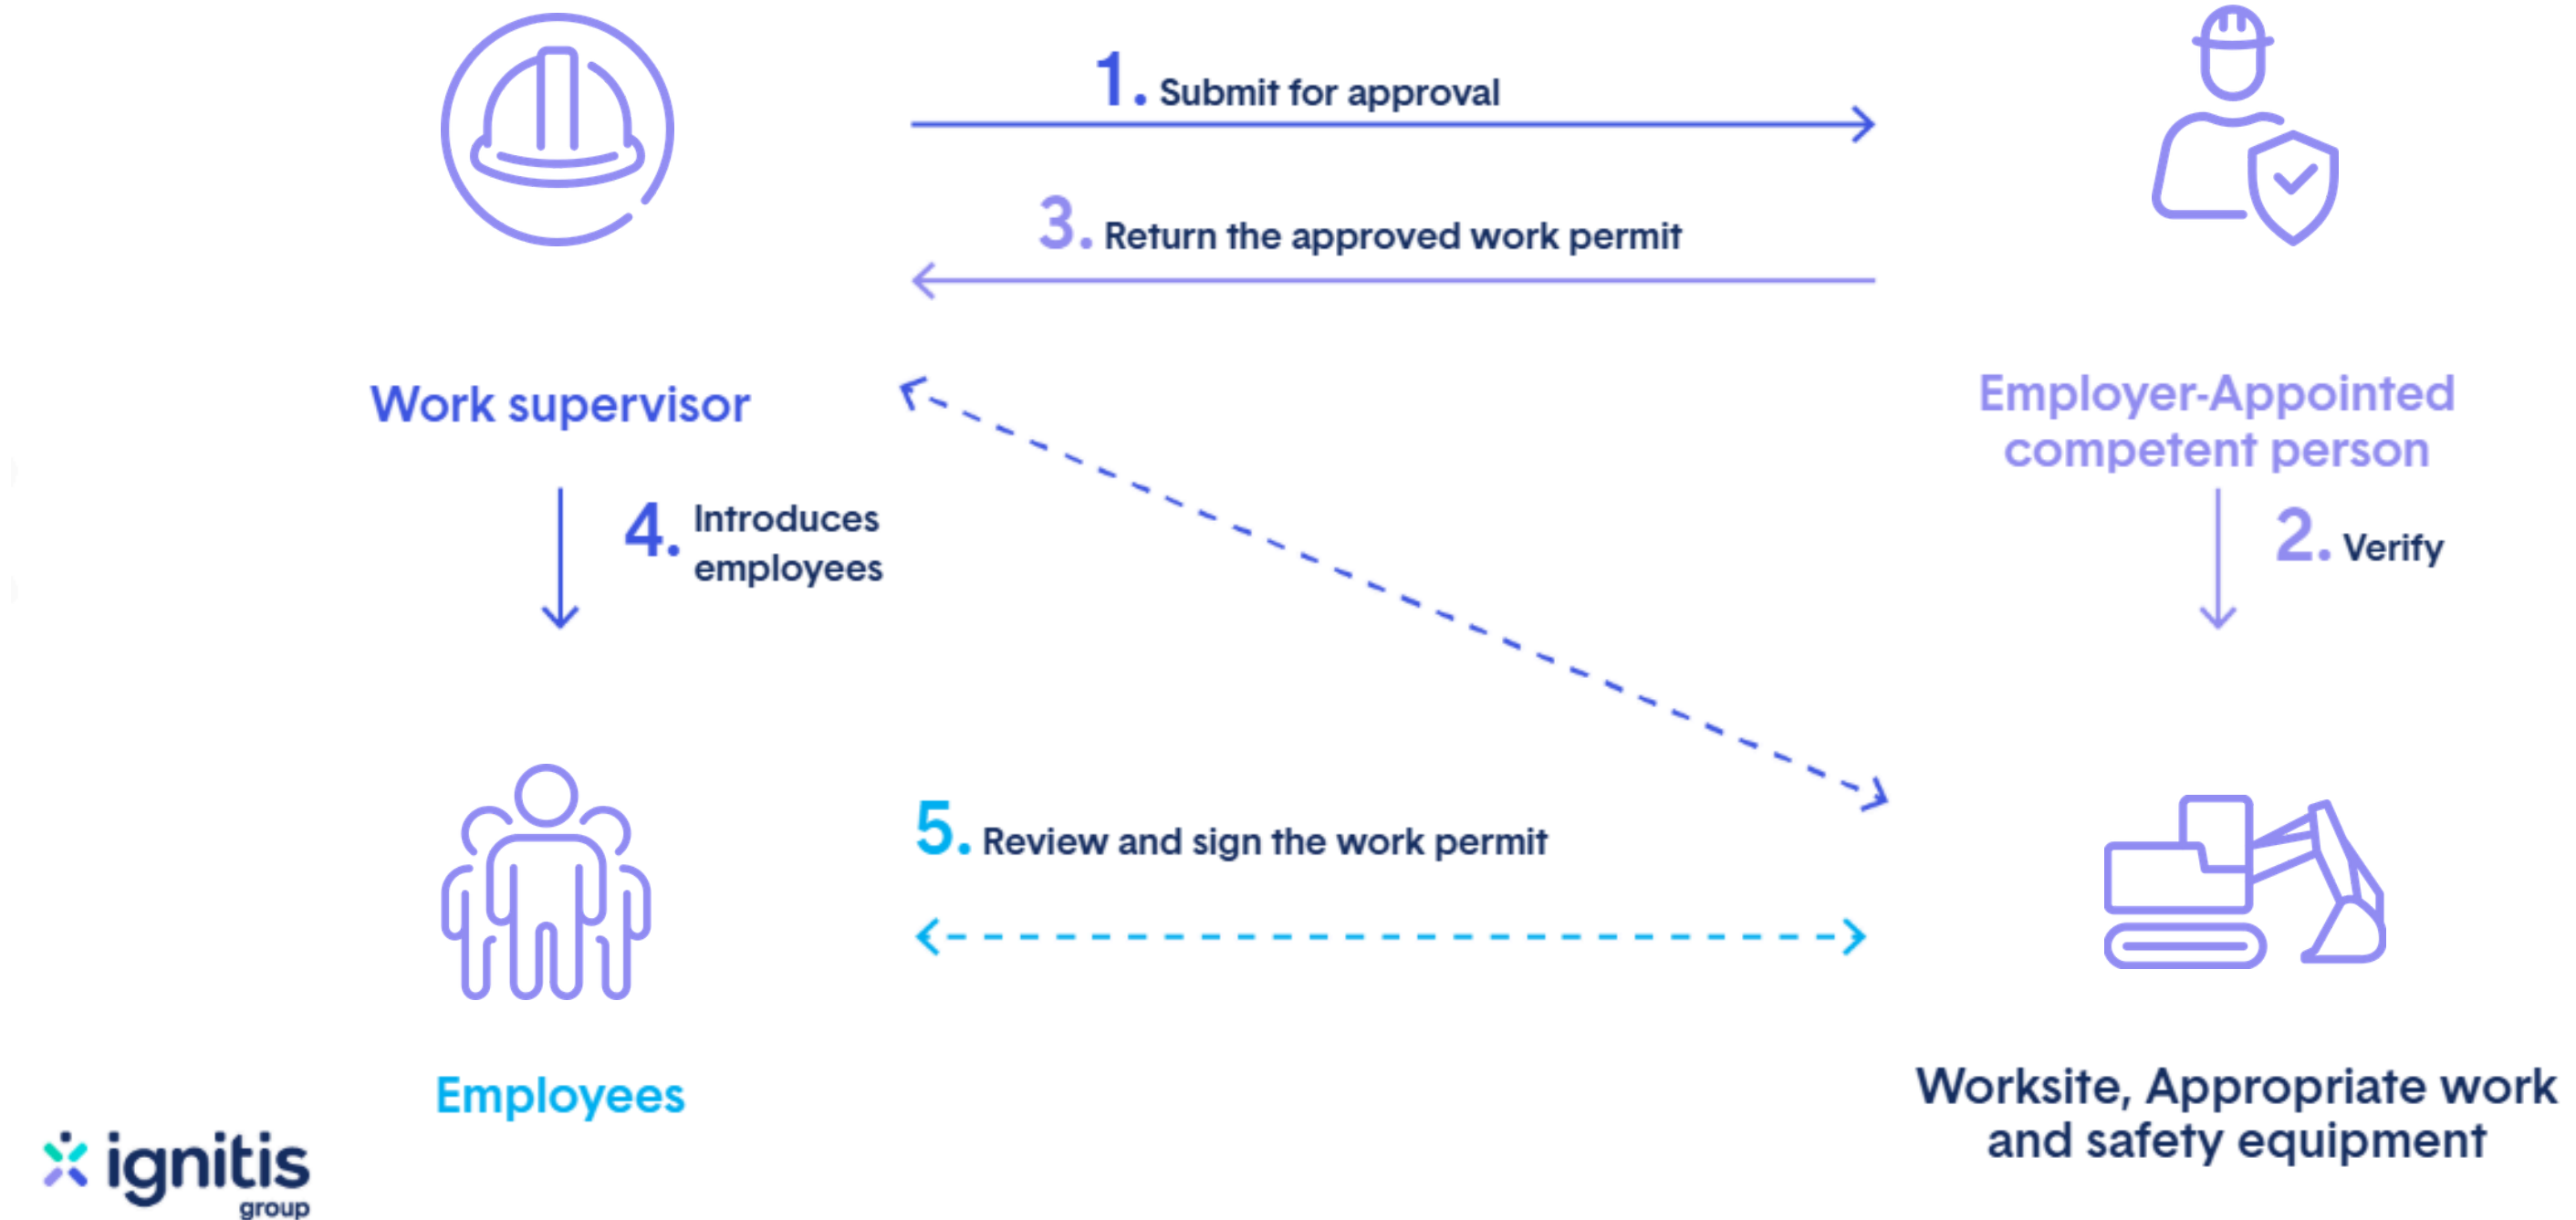 1. Submit for approval
3. Return the approved work permit
Work supervisor
Employer-Appointed
competent person
4. Introduces
employees
2. Verify
5. Review and sign the work permit
Employees
Worksite, Appropriate work
and safety equipment
ignitis
group